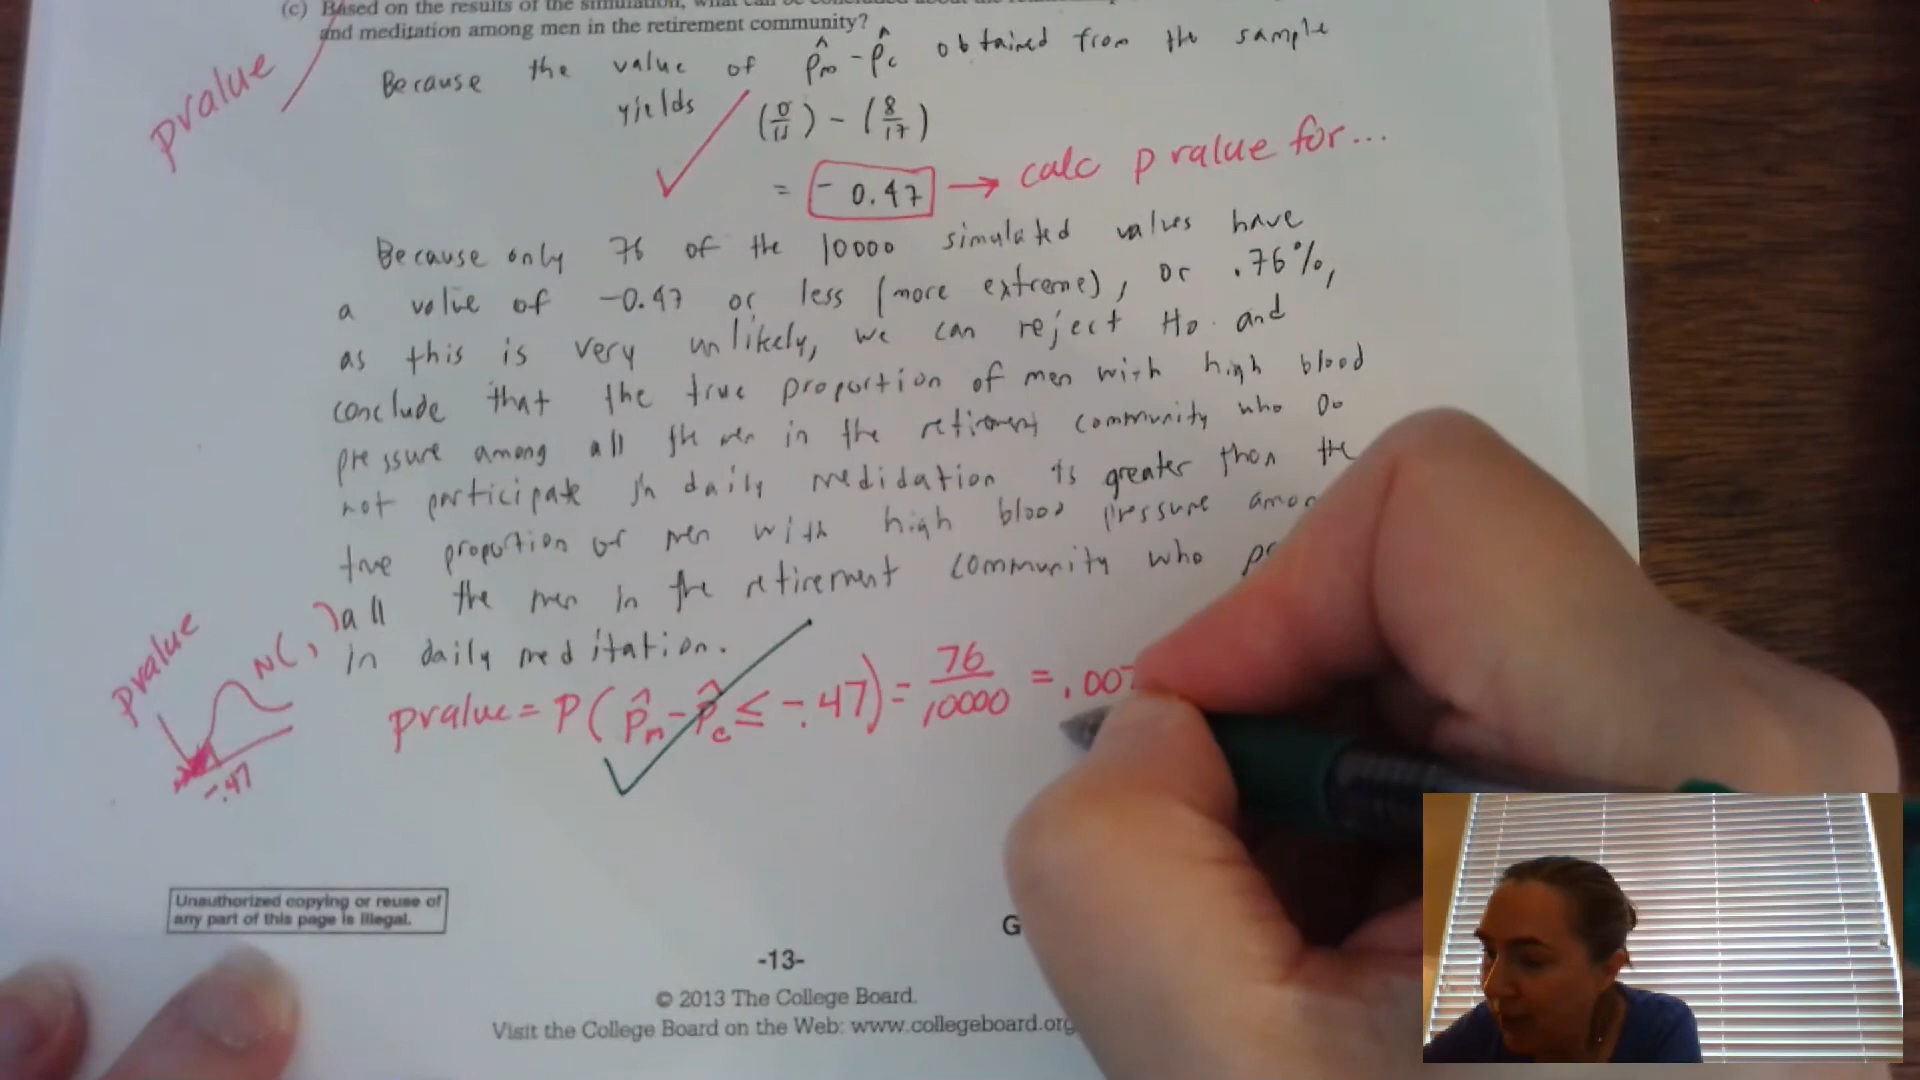 (c) Based on the results of the simulation, what can be concluded about the
and meditation among men in the retirement community?
pvalue
Because the value of p̂m - p̂c obtained from the sample
yields (0/11) - (8/17)
= -0.47 → calc pvalue for...
Because only 76 of the 10000 simulated values have
a value of -0.47 or less (more extreme), or .76%,
as this is very unlikely, we can reject Ho and
conclude that the true proportion of men with high blood
pressure among all the men in the retirement community who do
not participate in daily medidation is greater than the
true proportion of men with high blood pressure amon
all the men in the retirement community who
in daily meditation.
pvalue
N( , )
-.47
pvalue = P(p̂m - p̂c ≤ -.47) = 76/10000 = .007
Unauthorized copying or reuse of
any part of this page is illegal.
G
-13-
© 2013 The College Board.
Visit the College Board on the Web: www.collegeboard.org